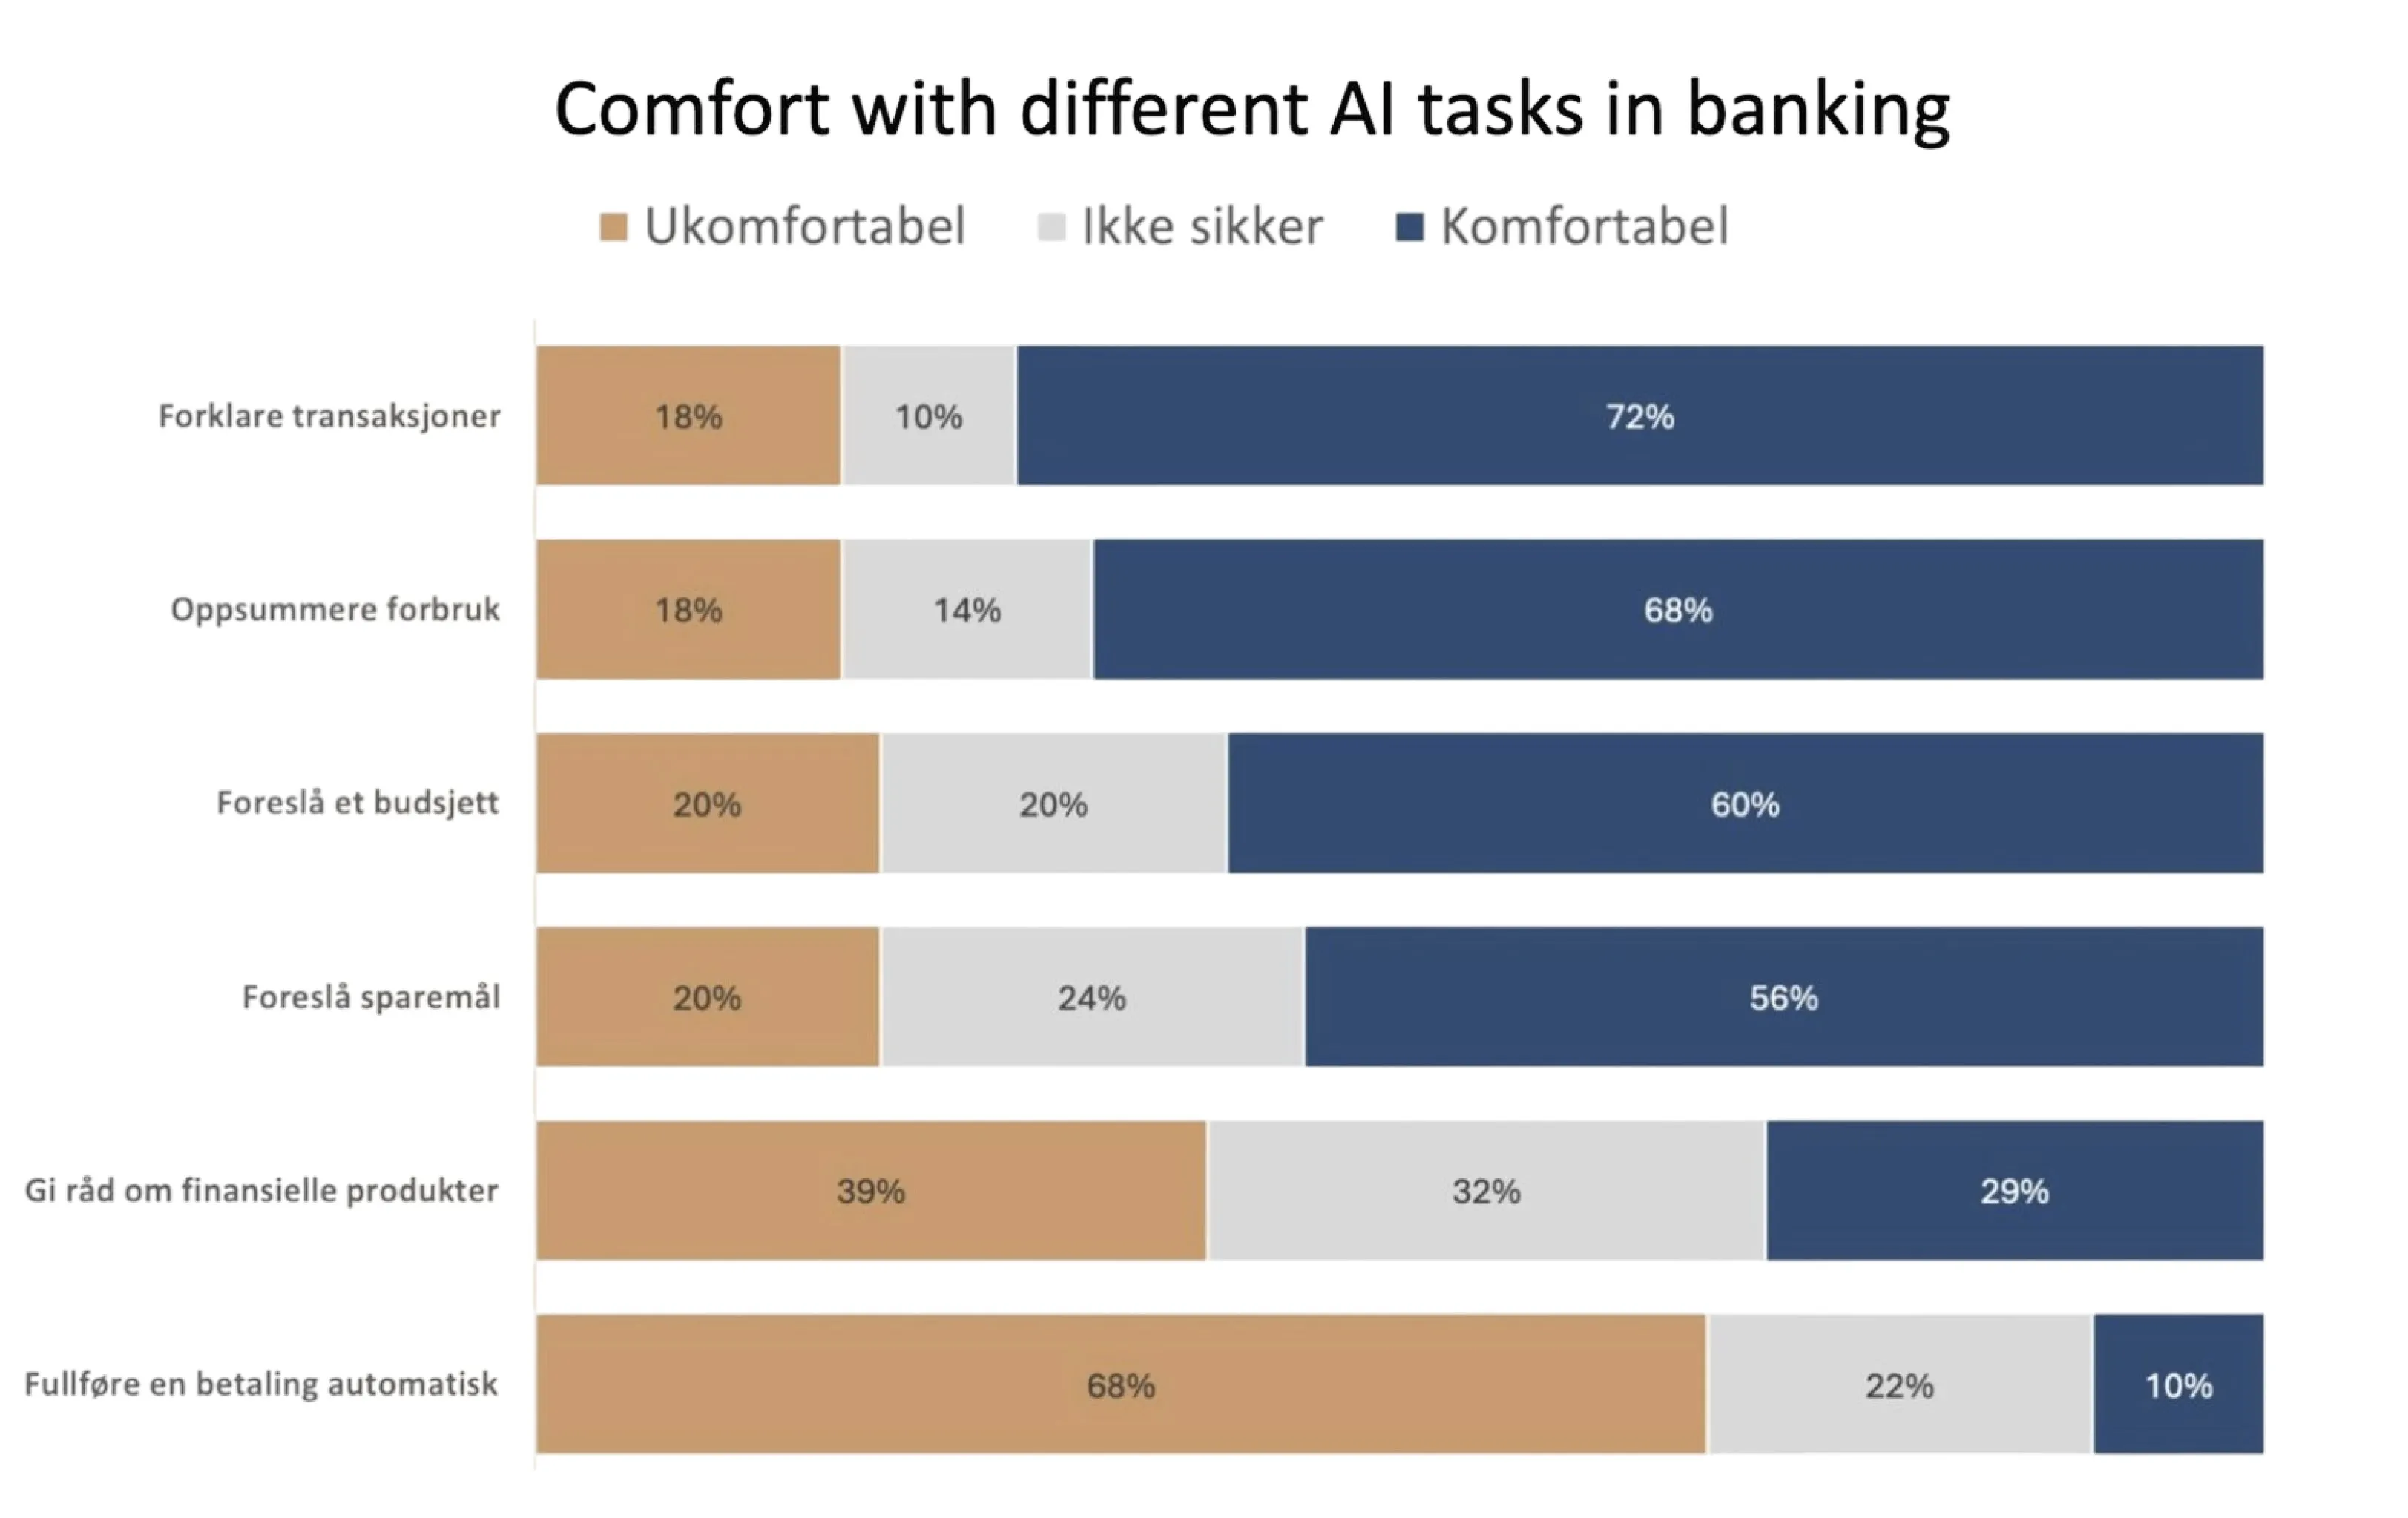 Comfort with different AI tasks in banking
Ukomfortabel Ikke sikker Komfortabel
Forklare transaksjoner 18% 10% 72%
Oppsummere forbruk 18% 14% 68%
Foreslå et budsjett 20% 20% 60%
Foreslå sparemål 20% 24% 56%
Gi råd om finansielle produkter 39% 32% 29%
Fullføre en betaling automatisk 68% 22% 10%